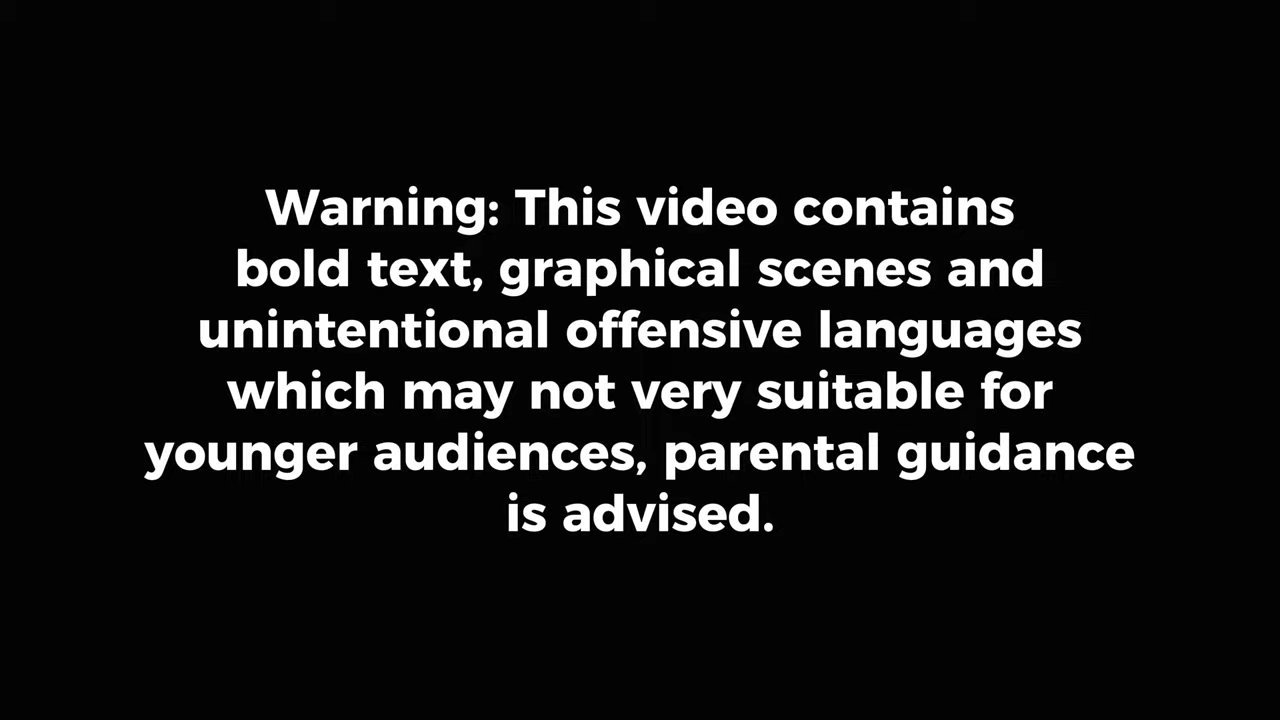 Warning: This video contains
bold text, graphical scenes and
unintentional offensive languages
which may not very suitable for
younger audiences, parental guidance
is advised.